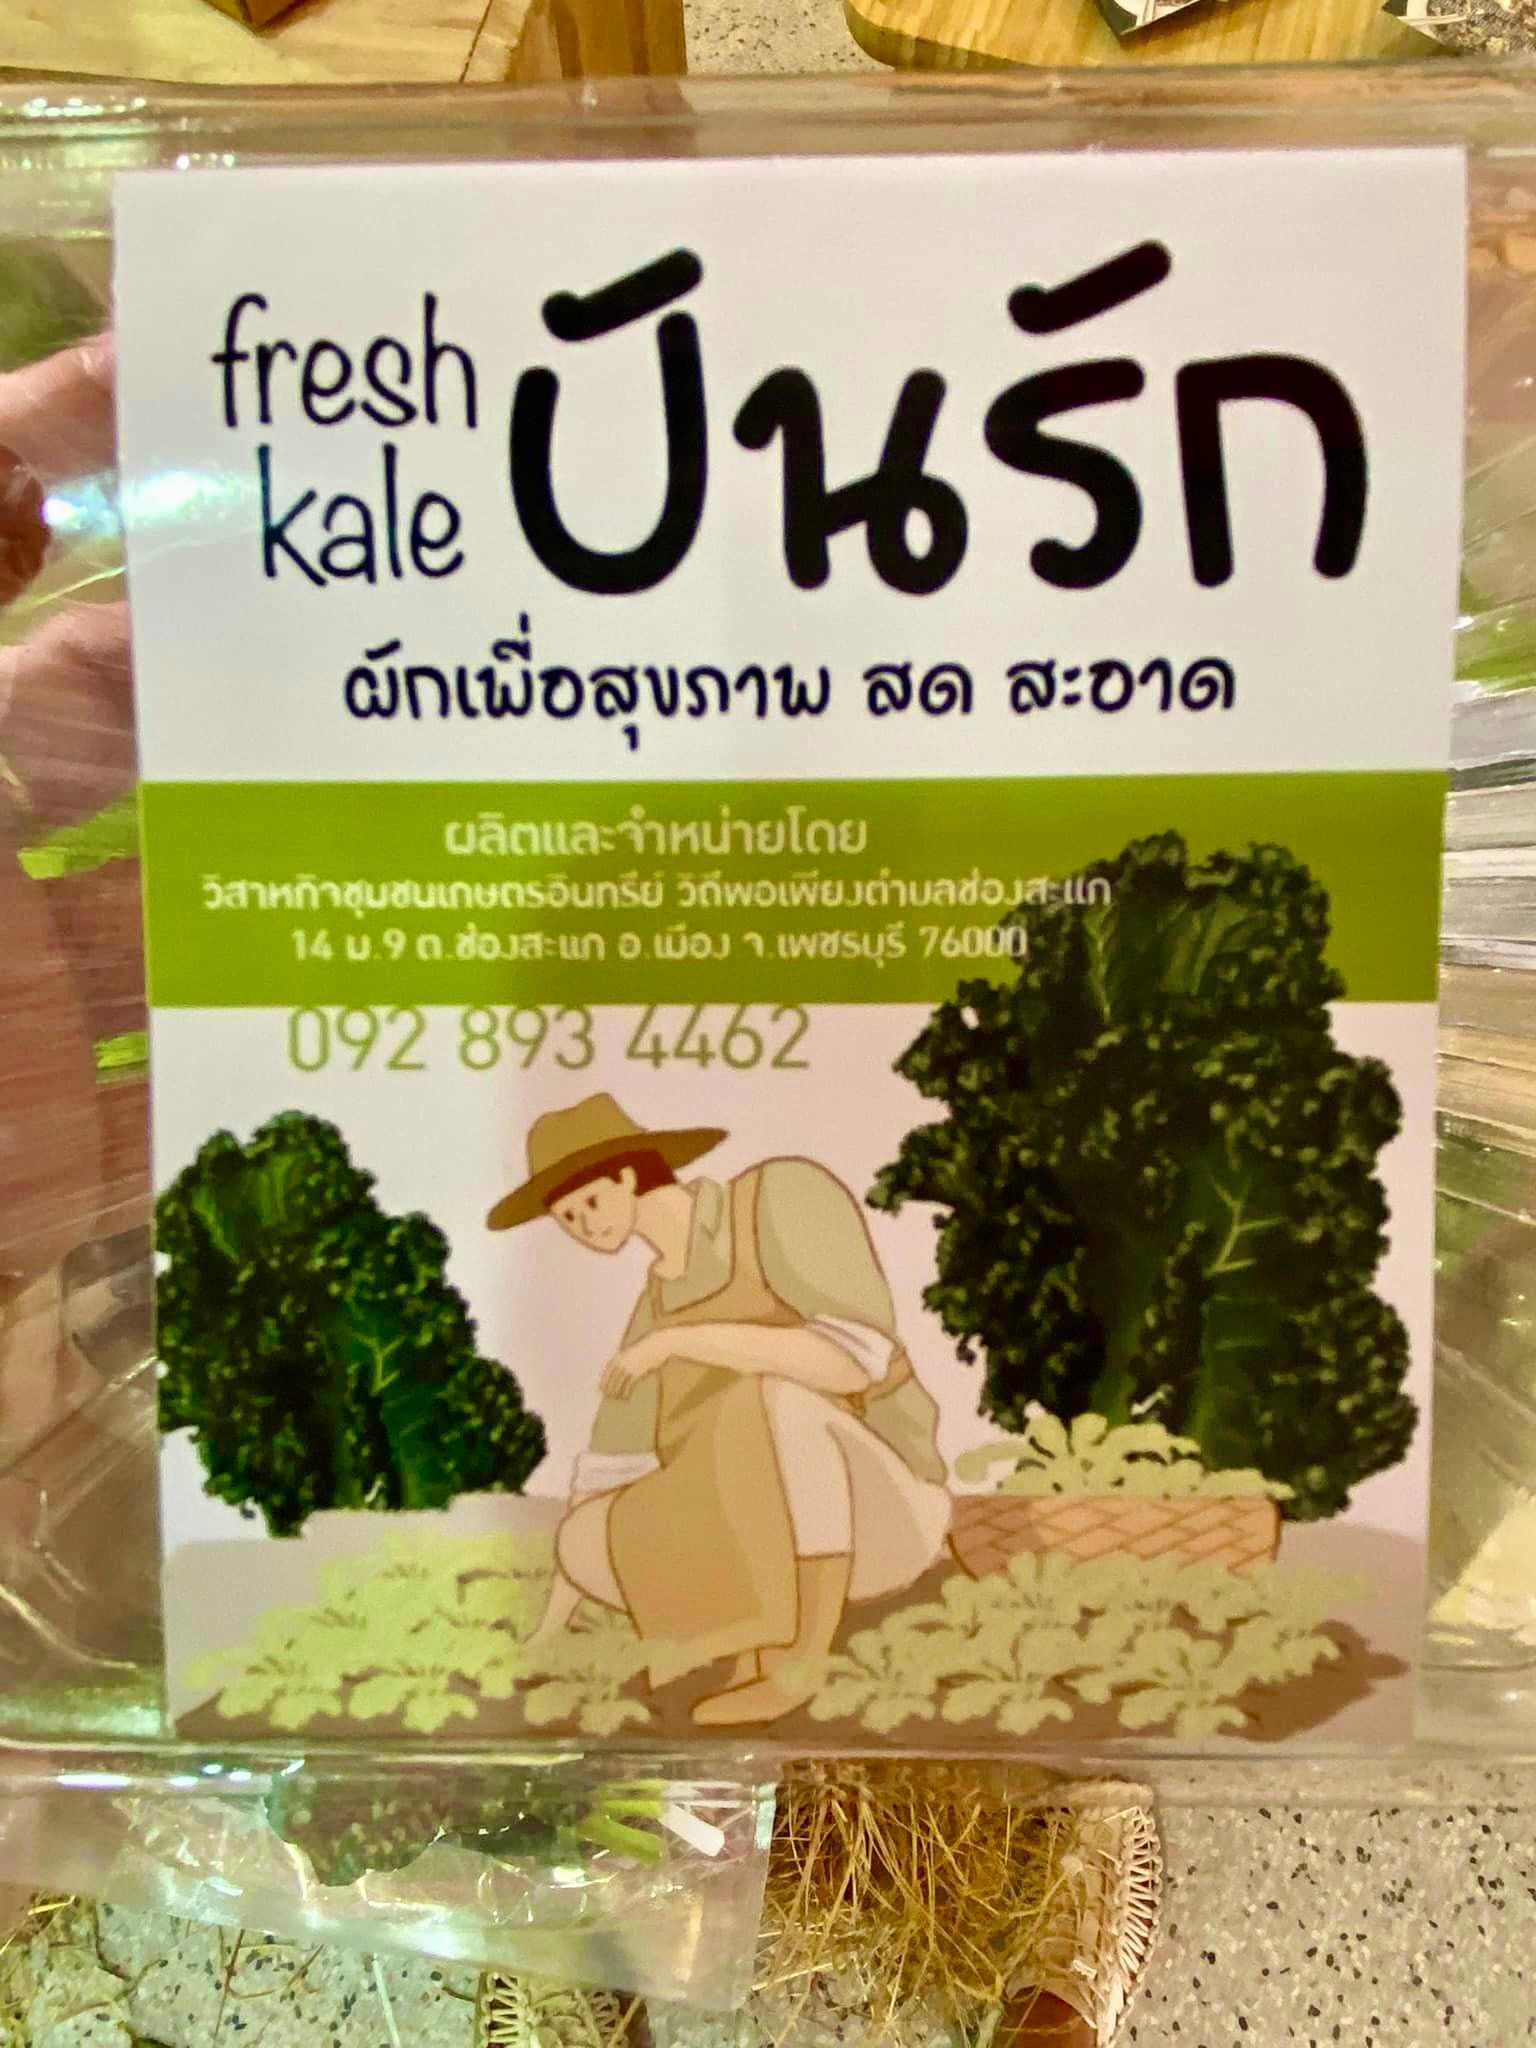 fresh kale ปันรัก
ผักเพื่อสุขภาพ สด สะอาด
ผลิตและจำหน่ายโดย
วิสาหกิจชุมชนเกษตรอินทรีย์ วิถีพอเพียงตำบลช่องสะแก
14 ม.9 ต.ช่องสะแก อ.เมือง จ.เพชรบุรี 76000
092 893 4462